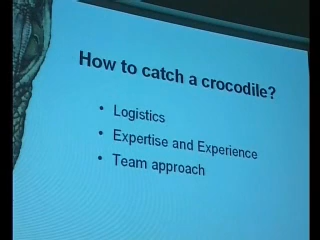 How to catch a crocodile?
• Logistics
• Expertise and Experience
• Team approach